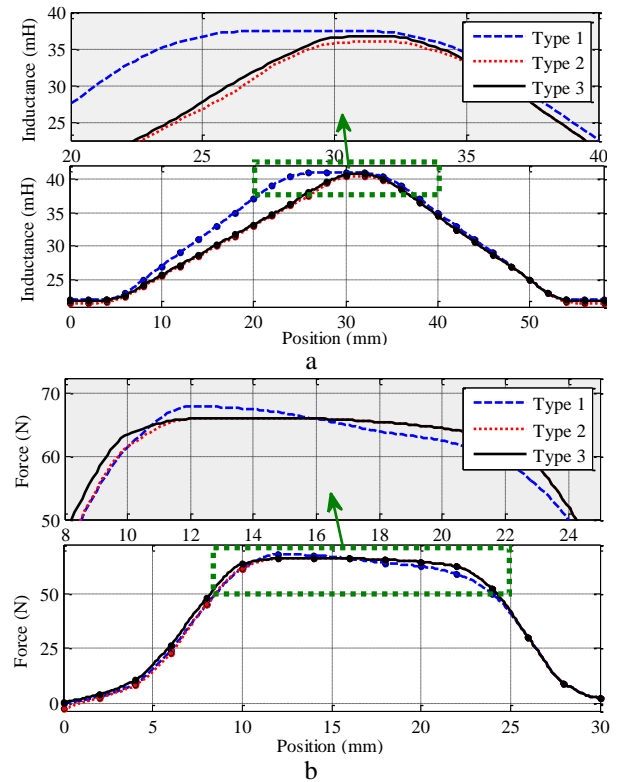 40
35
30
25
Inductance (mH)
Type 1
Type 2
Type 3
20 25 30 35 40
40
35
30
25
Inductance (mH)
0 10 20 30 40 50
Position (mm)
a
70
60
50
Force (N)
Type 1
Type 2
Type 3
8 10 12 14 16 18 20 22 24
50
25
0
Force (N)
0 5 10 15 20 25 30
Position (mm)
b